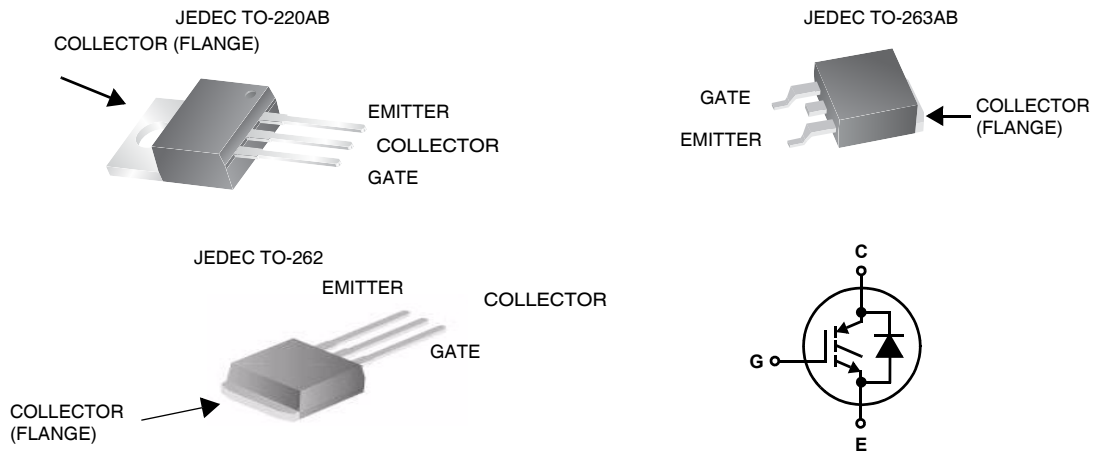 JEDEC TO-220AB
COLLECTOR (FLANGE)
EMITTER
COLLECTOR
GATE
JEDEC TO-263AB
GATE
EMITTER
COLLECTOR
(FLANGE)
JEDEC TO-262
EMITTER
COLLECTOR
GATE
COLLECTOR
(FLANGE)
C
G
E